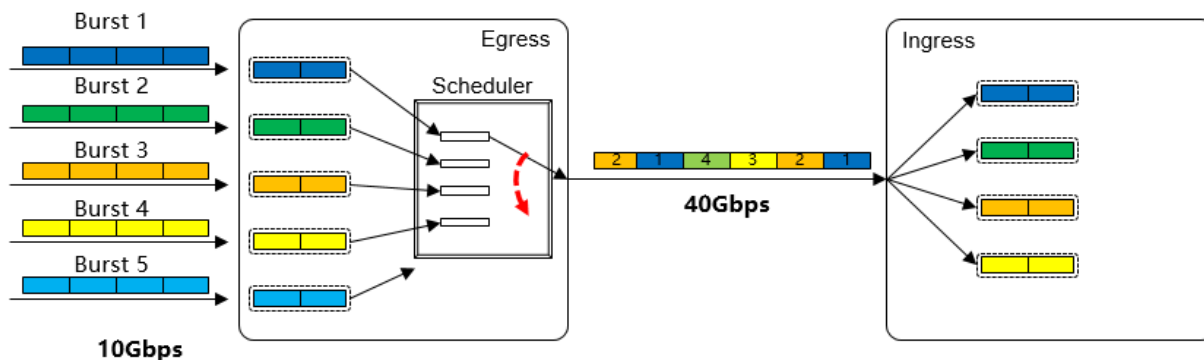 Burst 1
Burst 2
Burst 3
Burst 4
Burst 5
10Gbps
Egress
Scheduler
2 1 4 3 2 1
40Gbps
Ingress